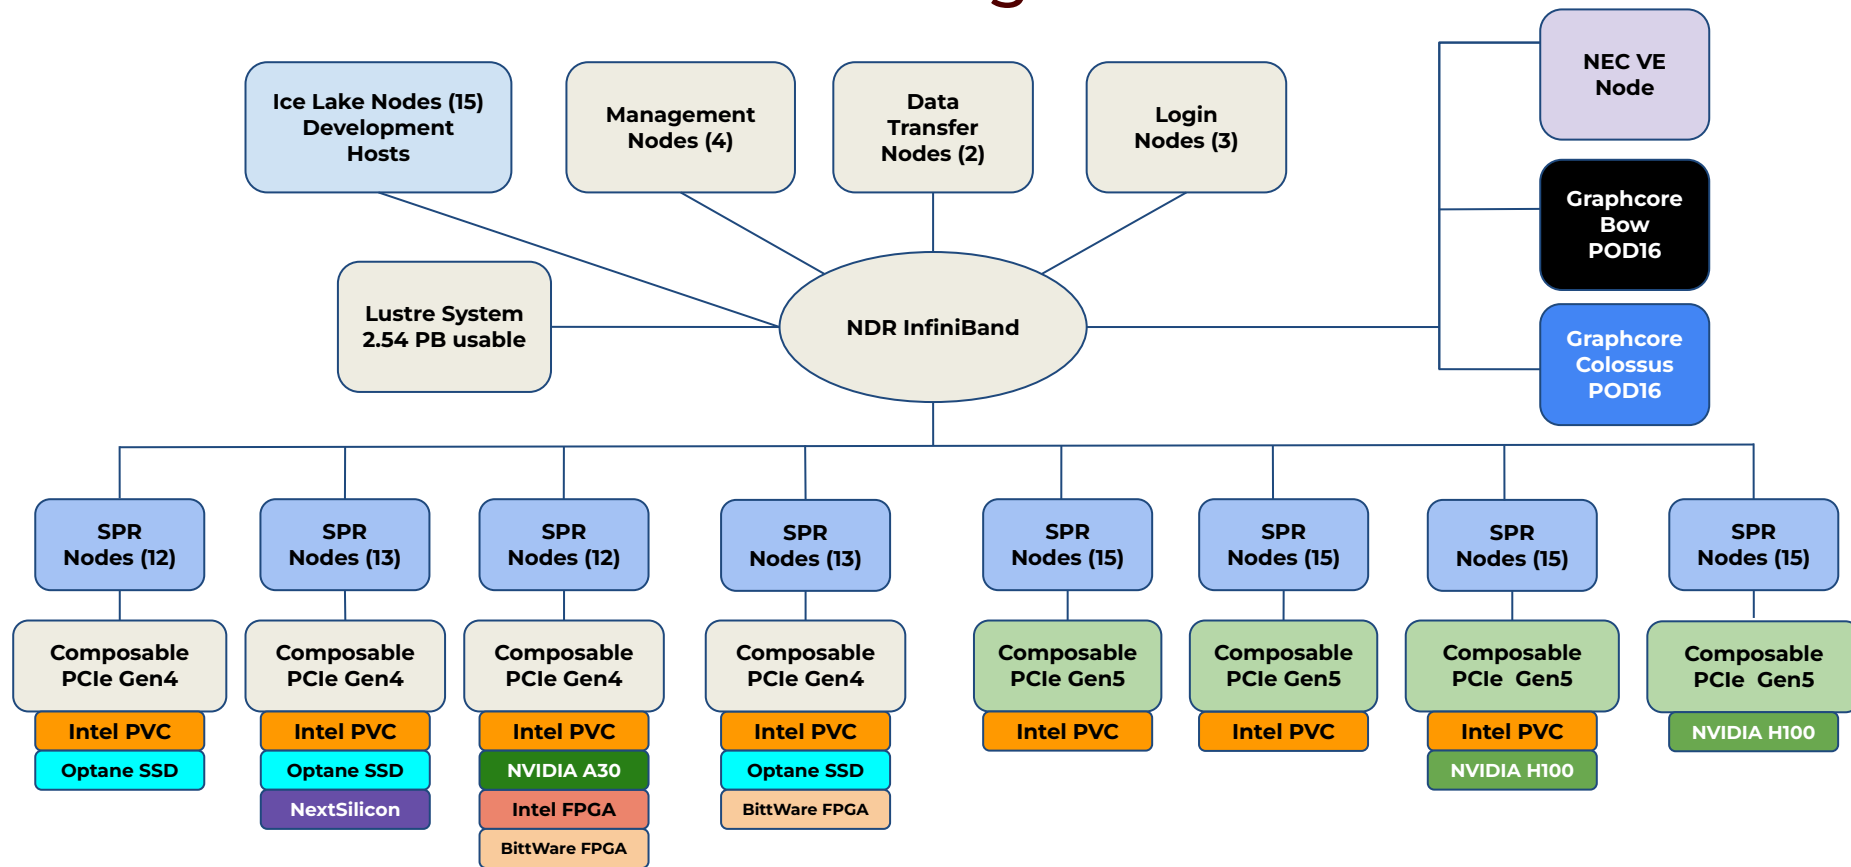 Ice Lake Nodes (15)
Development
Hosts
Management
Nodes (4)
Data
Transfer
Nodes (2)
Login
Nodes (3)
NEC VE
Node
Graphcore
Bow
POD16
Graphcore
Colossus
POD16
Lustre System
2.54 PB usable
NDR InfiniBand
SPR
Nodes (12)
SPR
Nodes (13)
SPR
Nodes (12)
SPR
Nodes (13)
SPR
Nodes (15)
SPR
Nodes (15)
SPR
Nodes (15)
SPR
Nodes (15)
Composable
PCIe Gen4
Intel PVC
Optane SSD
Composable
PCIe Gen4
Intel PVC
Optane SSD
NextSilicon
Composable
PCIe Gen4
Intel PVC
NVIDIA A30
Intel FPGA
BittWare FPGA
Composable
PCIe Gen4
Intel PVC
Optane SSD
BittWare FPGA
Composable
PCIe Gen5
Intel PVC
Composable
PCIe Gen5
Intel PVC
Composable
PCIe Gen5
Intel PVC
NVIDIA H100
Composable
PCIe Gen5
NVIDIA H100